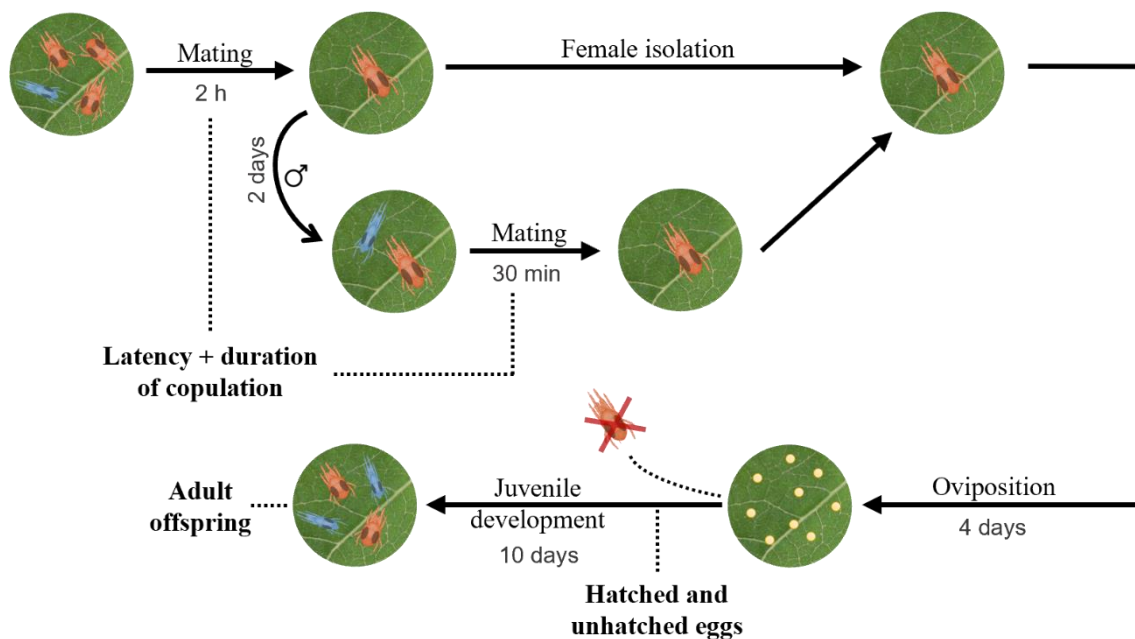 Mating
2 h
Female isolation
2 days
♂
Mating
30 min
Latency + duration
of copulation
Oviposition
4 days
Juvenile
development
10 days
Hatched and
unhatched eggs
Adult
offspring